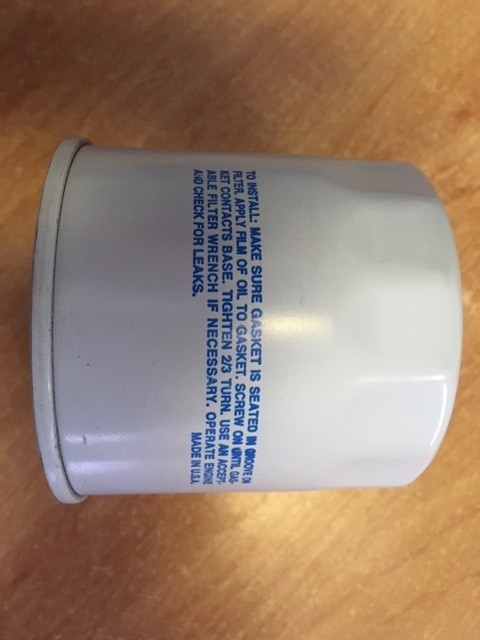 TO INSTALL: MAKE SURE GASKET IS SEATED IN GROOVE ON
FILTER. APPLY FILM OF OIL TO GASKET. SCREW ON UNTIL GAS-
KET CONTACTS BASE. TIGHTEN 2/3 TURN. USE AN ACCEPT-
ABLE FILTER WRENCH IF NECESSARY. OPERATE ENGINE
AND CHECK FOR LEAKS.
MADE IN U.S.A.